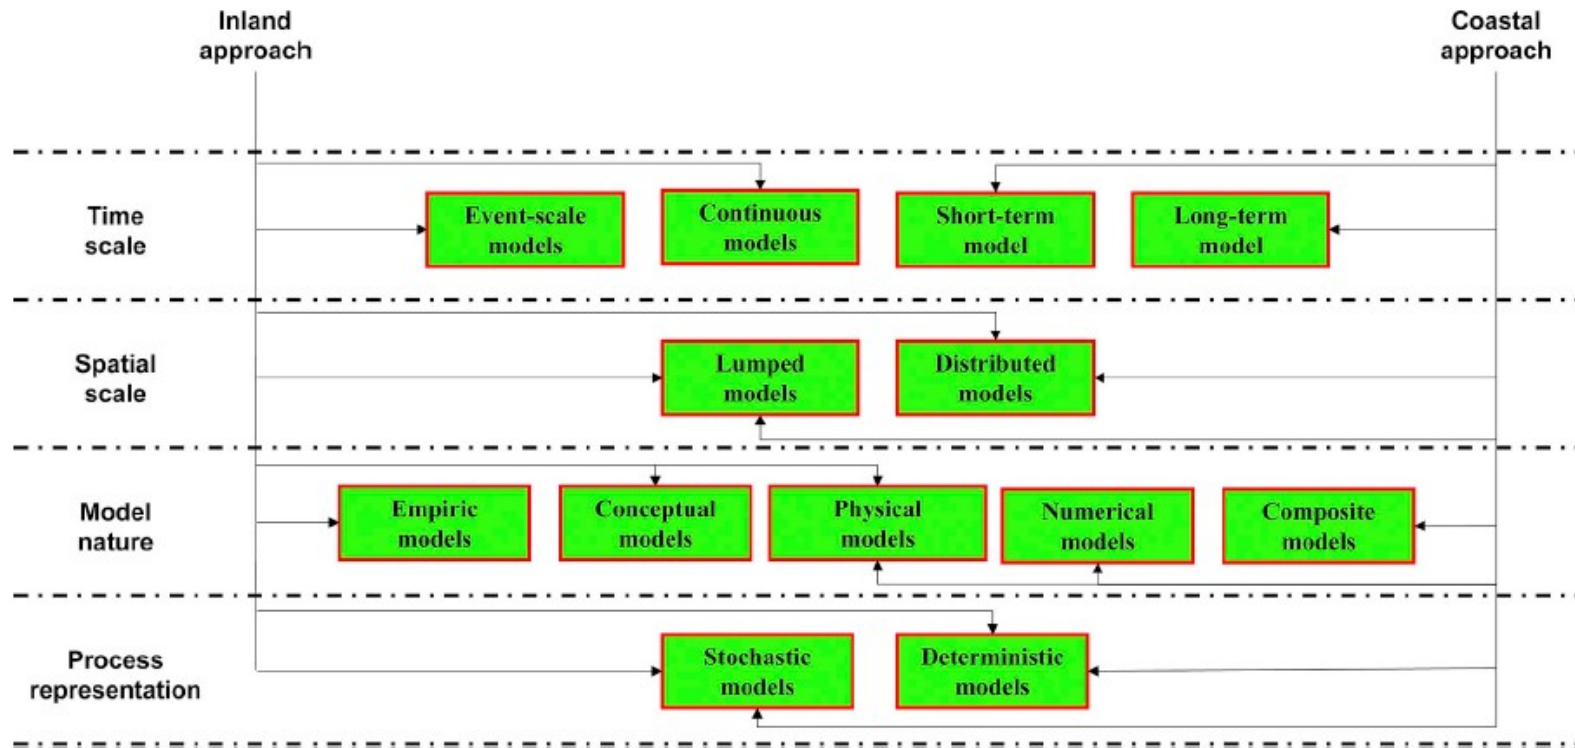 Inland
approach
Coastal
approach
Time
scale
Event-scale
models
Continuous
models
Short-term
model
Long-term
model
Spatial
scale
Lumped
models
Distributed
models
Model
nature
Empiric
models
Conceptual
models
Physical
models
Numerical
models
Composite
models
Process
representation
Stochastic
models
Deterministic
models